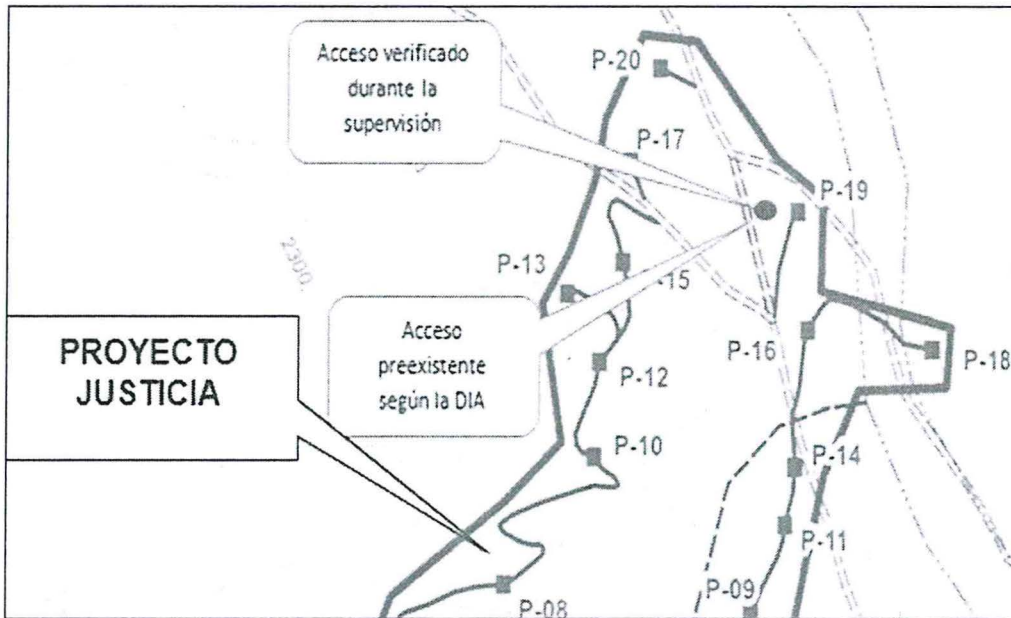 Acceso verificado
durante la
supervisión
P-20
P-17
P-19
2300
P-13
-15
Acceso
preexistente
según la DIA
PROYECTO
JUSTICIA
P-16
P-18
P-12
P-10
P-14
P-11
P-09
P-08